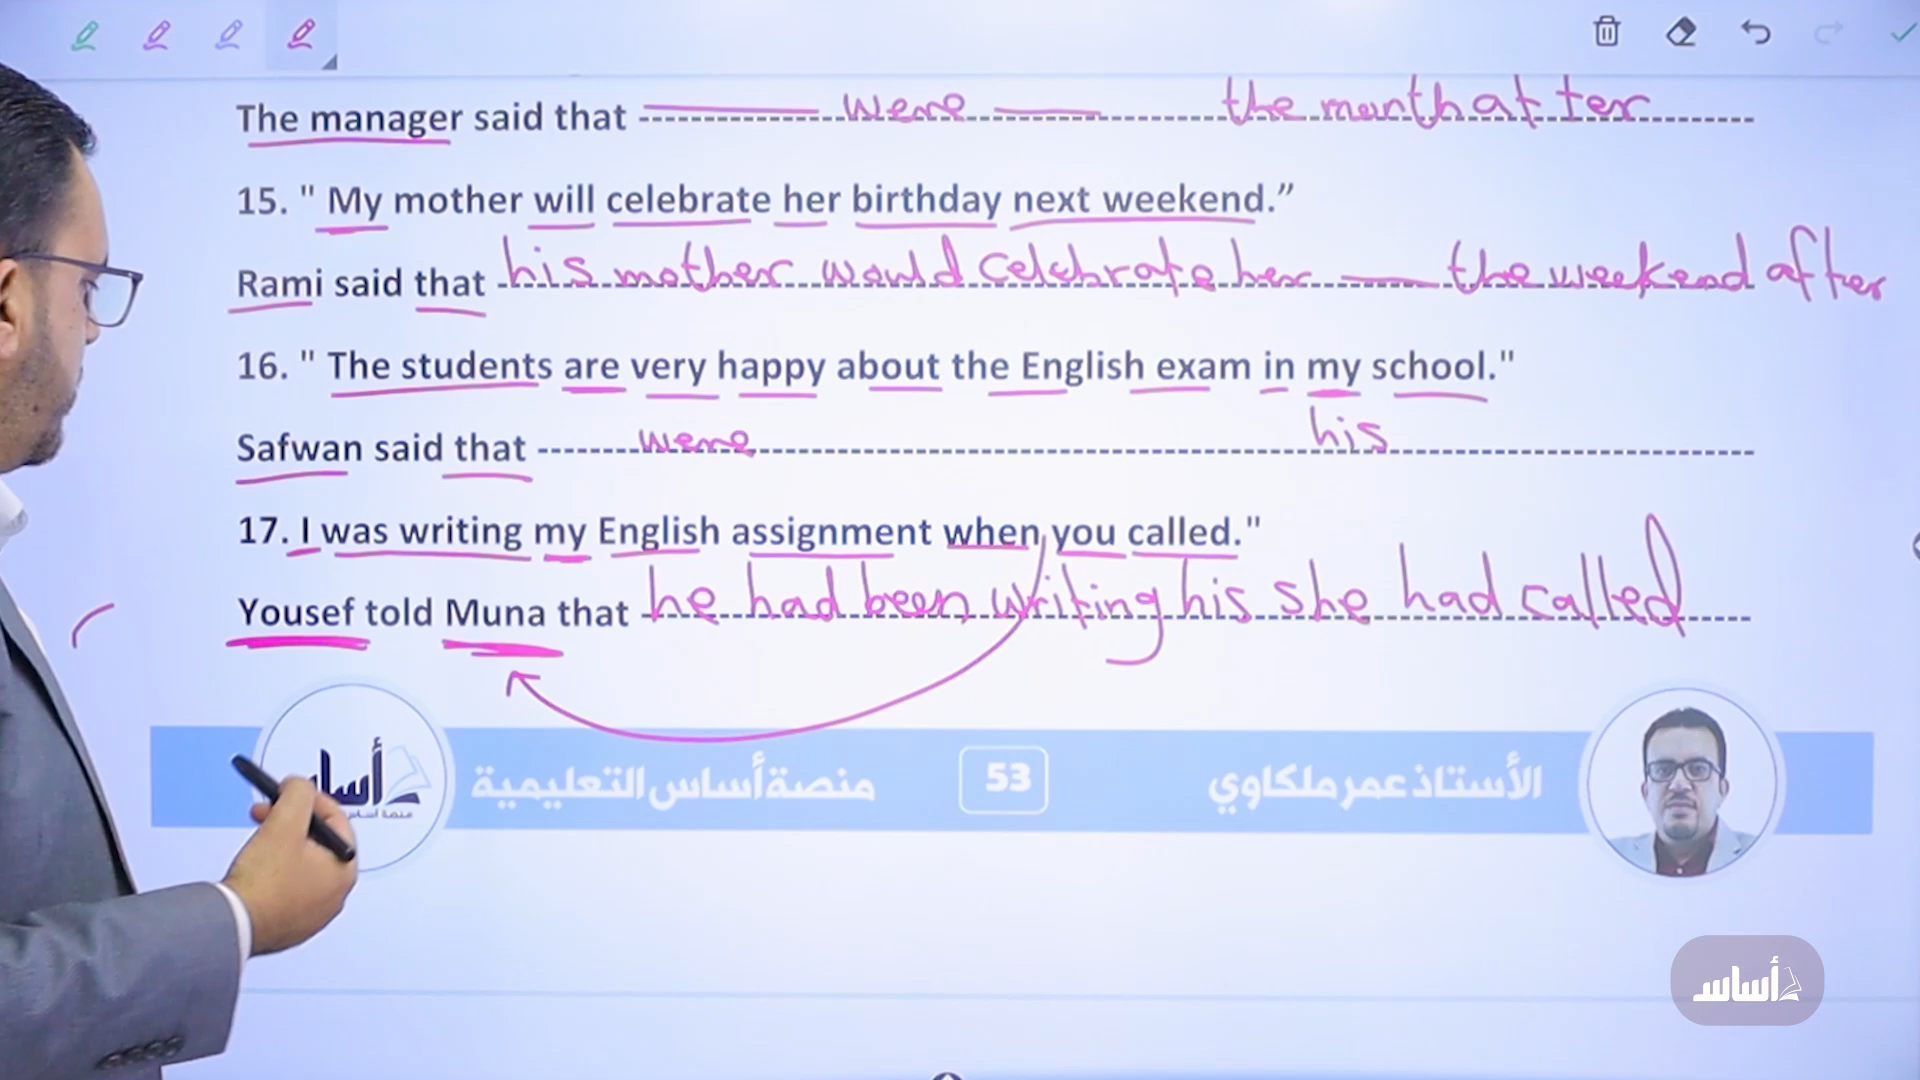 The manager said that were the month after
15. " My mother will celebrate her birthday next weekend.”
Rami said that his mother would celebrate her the weekend after
16. " The students are very happy about the English exam in my school."
Safwan said that were his
17. I was writing my English assignment when you called."
Yousef told Muna that he had been writing his she had called
أساس
منصة أساس التعليمية
53
الأستاذ عمر ملكاوي
أساس